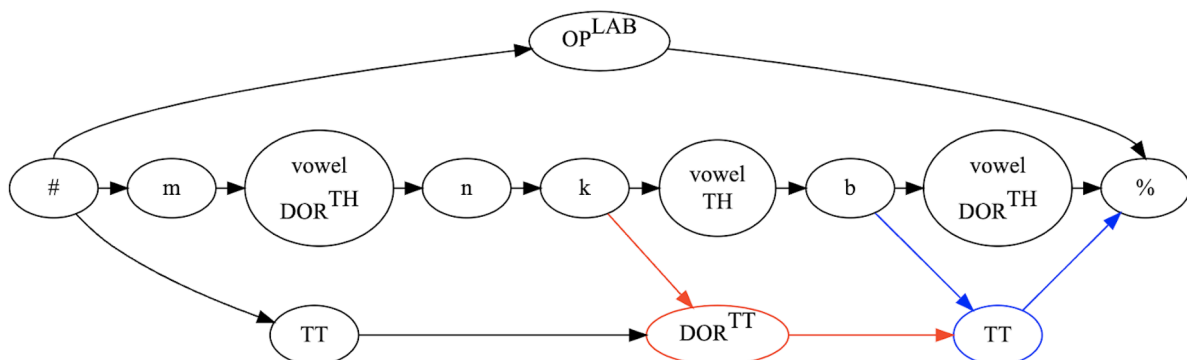 OP^LAB
# m vowel n k vowel b vowel %
DOR^TH TH DOR^TH
TT DOR^TT TT